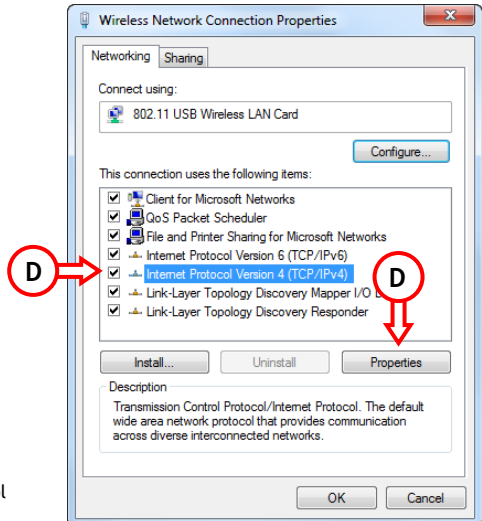 Wireless Network Connection Properties
Networking Sharing
Connect using:
802.11 USB Wireless LAN Card
Configure...
This connection uses the following items:
Client for Microsoft Networks
QoS Packet Scheduler
File and Printer Sharing for Microsoft Networks
Internet Protocol Version 6 (TCP/IPv6)
D Internet Protocol Version 4 (TCP/IPv4) D
Link-Layer Topology Discovery Mapper I/O D
Link-Layer Topology Discovery Responder
Install... Uninstall Properties
Description
Transmission Control Protocol/Internet Protocol. The default
wide area network protocol that provides communication
across diverse interconnected networks.
ol
OK Cancel